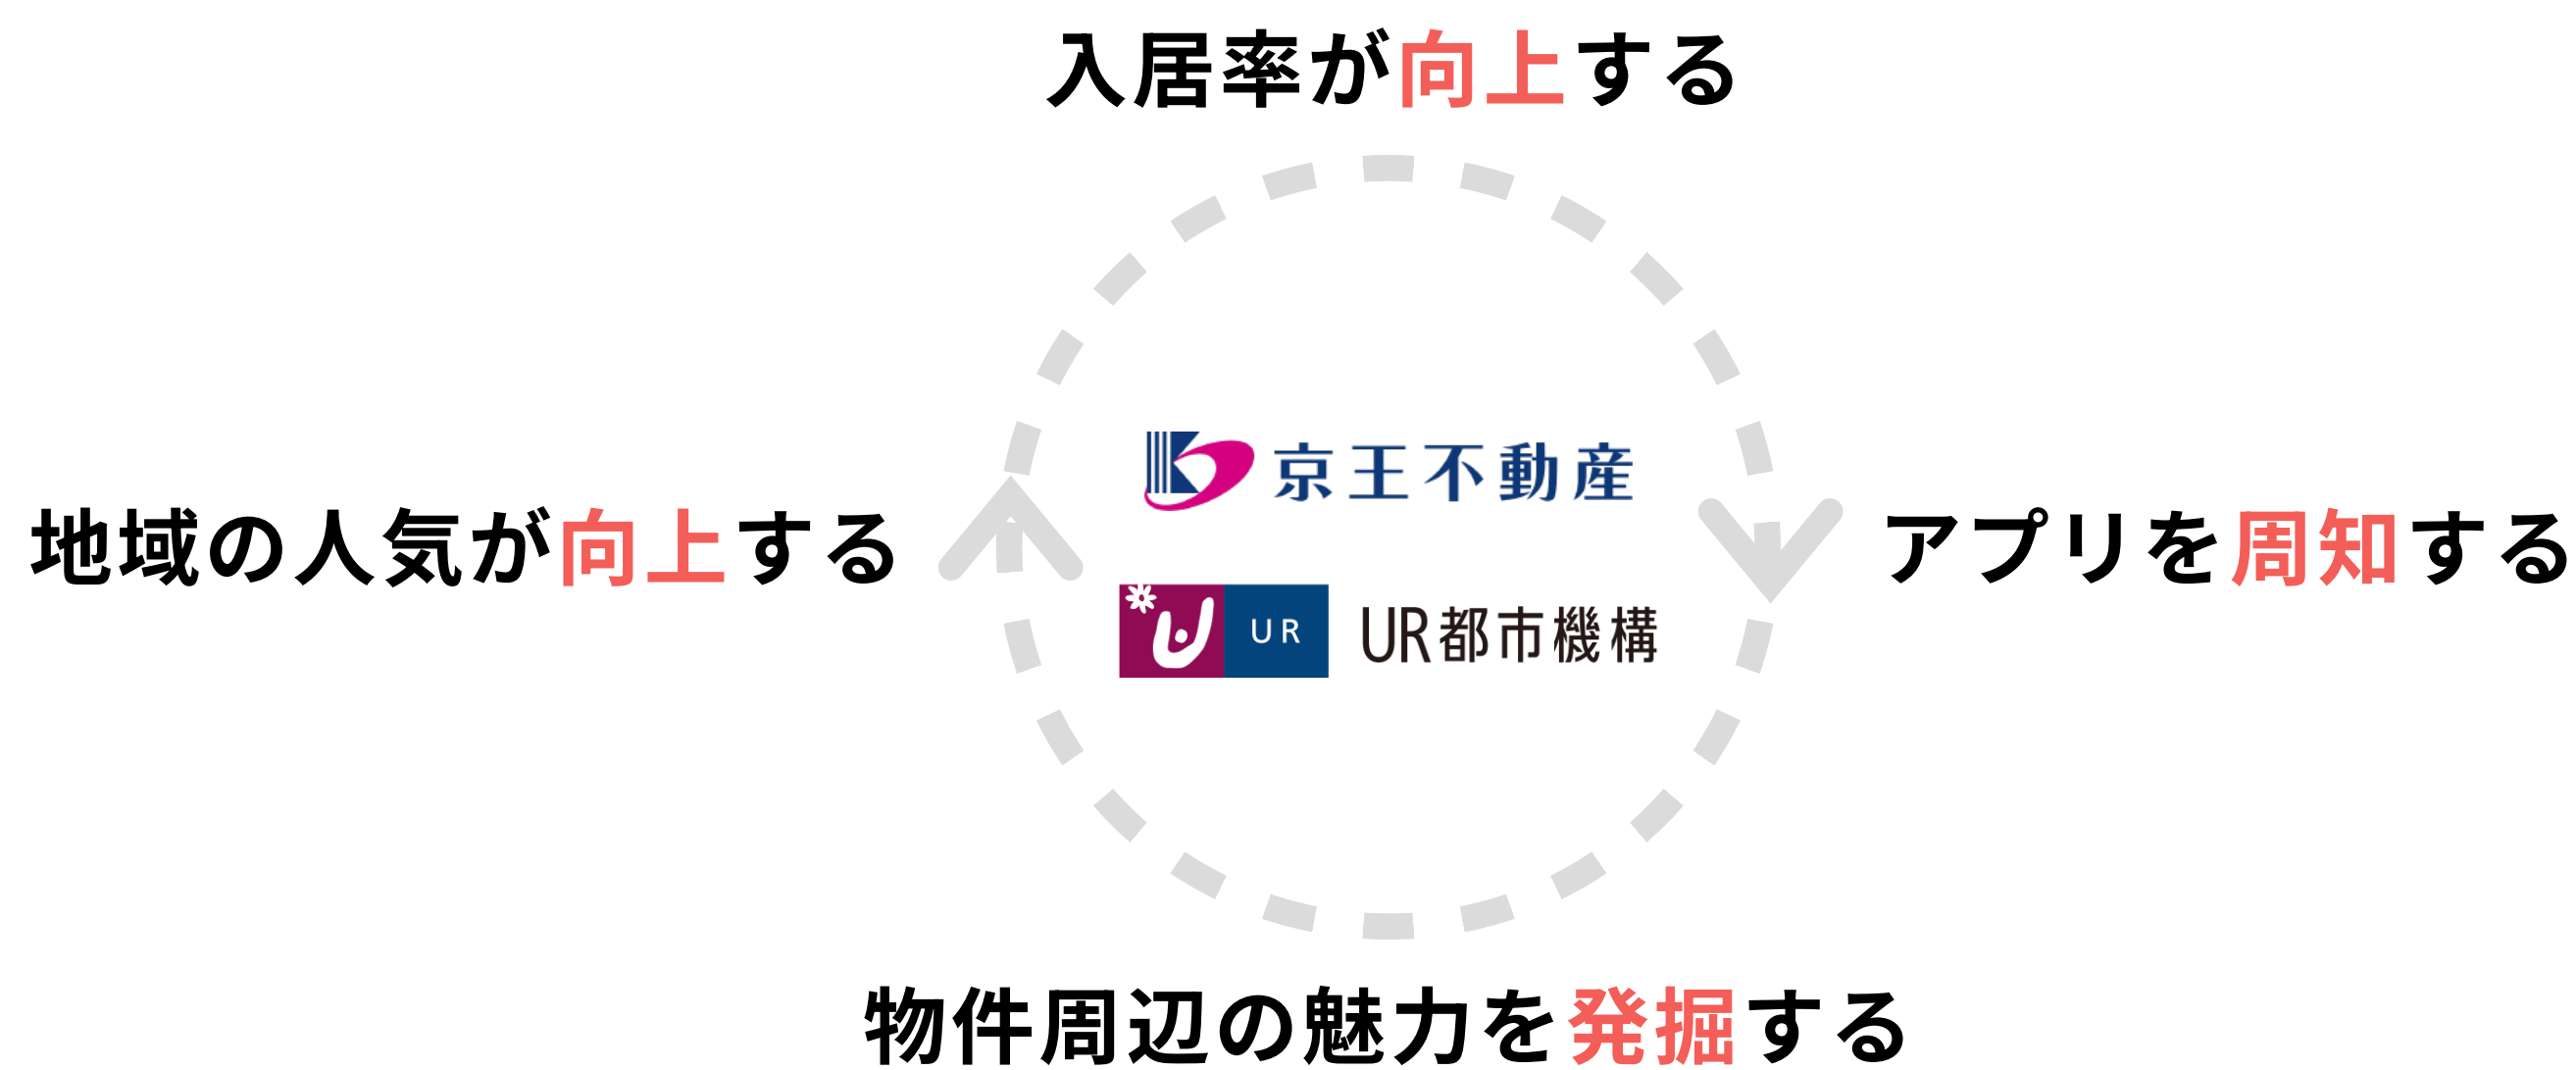 入居率が向上する
京王不動産
地域の人気が向上する
アプリを周知する
UR
UR都市機構
物件周辺の魅力を発掘する